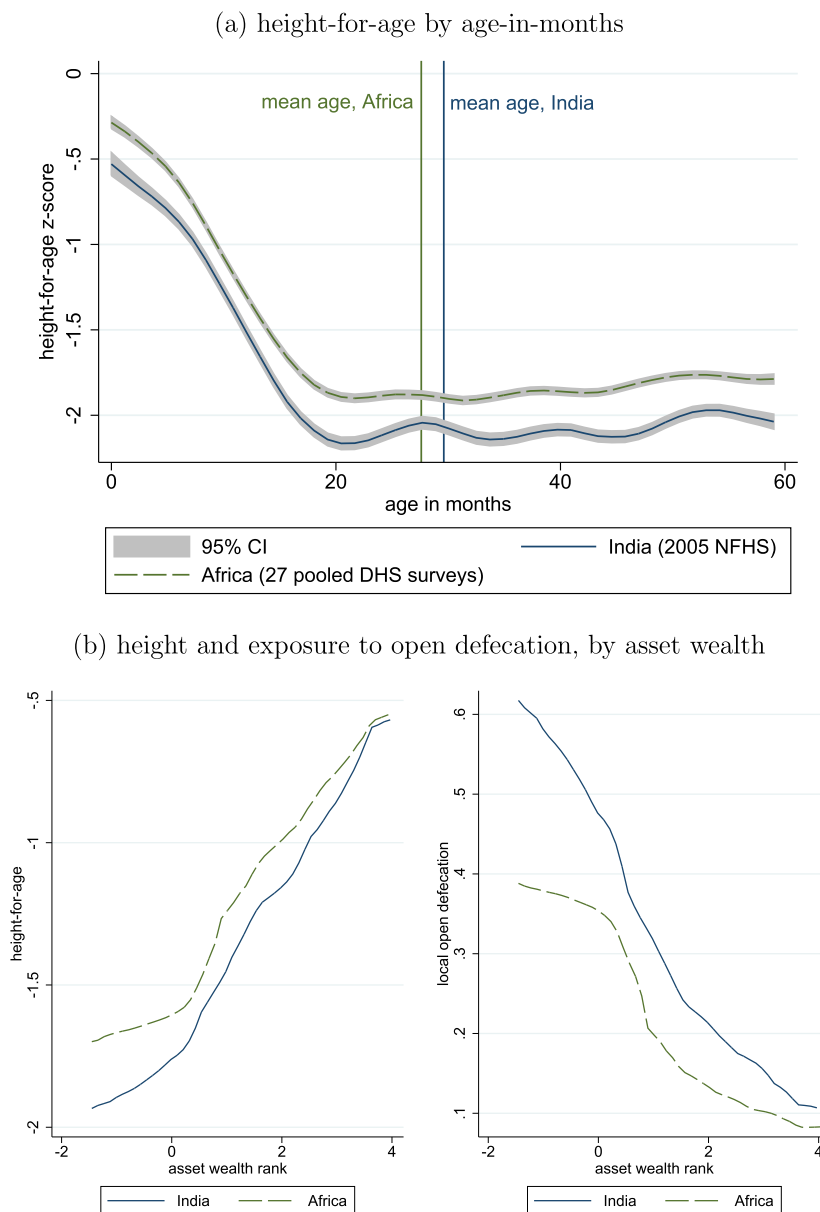 (a) height-for-age by age-in-months
0
-.5
-1
-1.5
-2
height-for-age z-score
mean age, Africa
mean age, India
0
20
40
60
age in months
95% CI
India (2005 NFHS)
Africa (27 pooled DHS surveys)
(b) height and exposure to open defecation, by asset wealth
-.5
-1
-1.5
-2
height-for-age
-2
0
2
4
asset wealth rank
India
Africa
.6
.5
.4
.3
.2
.1
local open defecation
-2
0
2
4
asset wealth rank
India
Africa